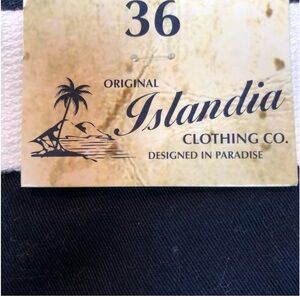 36
ORIGINAL
Islandia
CLOTHING CO.
DESIGNED IN PARADISE